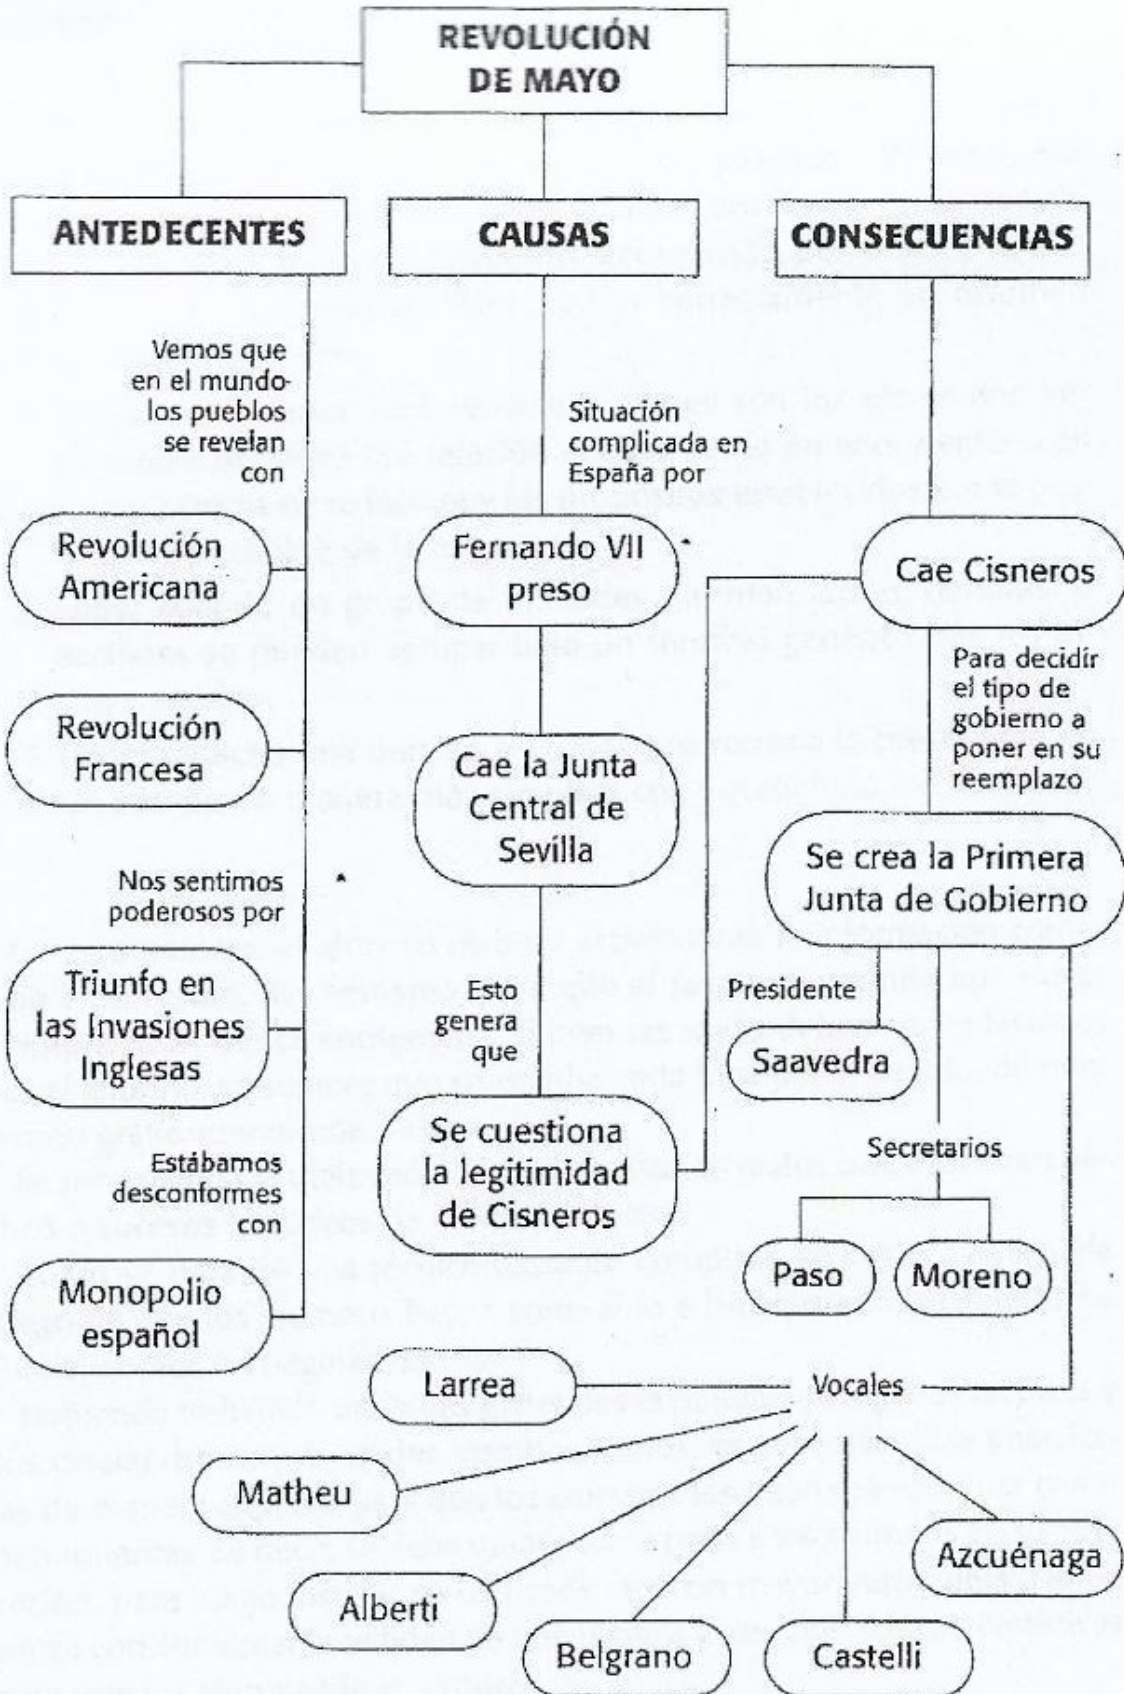 REVOLUCIÓN
DE MAYO
ANTEDECENTES
CAUSAS
CONSECUENCIAS
Vemos que
en el mundo
los pueblos
se revelan
con
Revolución
Americana
Revolución
Francesa
Nos sentimos
poderosos por
Triunfo en
las Invasiones
Inglesas
Estábamos
desconformes
con
Monopolio
español
Situación
complicada en
España por
Fernando VII
preso
Cae la Junta
Central de
Sevilla
Esto
genera
que
Se cuestiona
la legitimidad
de Cisneros
Cae Cisneros
Para decidir
el tipo de
gobierno a
poner en su
reemplazo
Se crea la Primera
Junta de Gobierno
Presidente
Saavedra
Secretarios
Paso
Moreno
Vocales
Larrea
Matheu
Alberti
Belgrano
Castelli
Azcuénaga